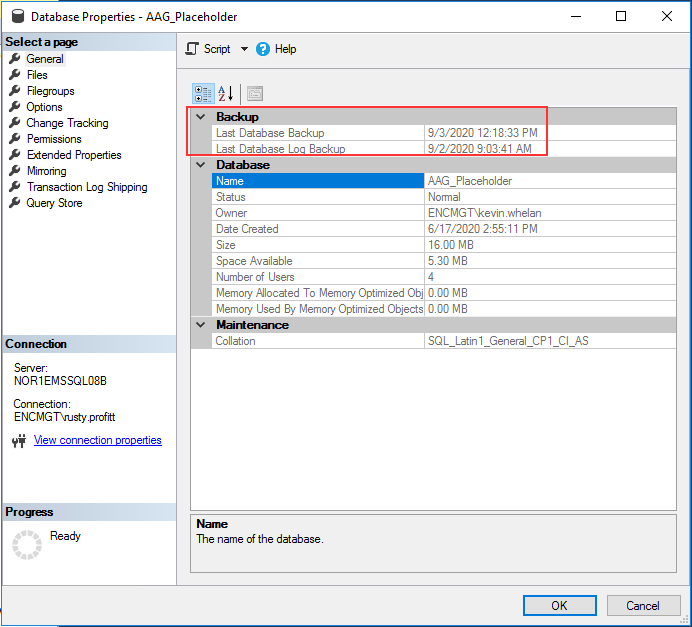 Database Properties - AAG_Placeholder
Select a page
General
Files
Filegroups
Options
Change Tracking
Permissions
Extended Properties
Mirroring
Transaction Log Shipping
Query Store
Connection
Server:
NOR1EMSSQL08B
Connection:
ENCMGT\rusty.profitt
View connection properties
Progress
Ready
Script Help
Backup
Last Database Backup 9/3/2020 12:18:33 PM
Last Database Log Backup 9/2/2020 9:03:41 AM
Database
Name AAG_Placeholder
Status Normal
Owner ENCMGT\kevin.whelan
Date Created 6/17/2020 2:55:11 PM
Size 16.00 MB
Space Available 5.30 MB
Number of Users 4
Memory Allocated To Memory Optimized Obj 0.00 MB
Memory Used By Memory Optimized Objects 0.00 MB
Maintenance
Collation SQL_Latin1_General_CP1_CI_AS
Name
The name of the database.
OK Cancel